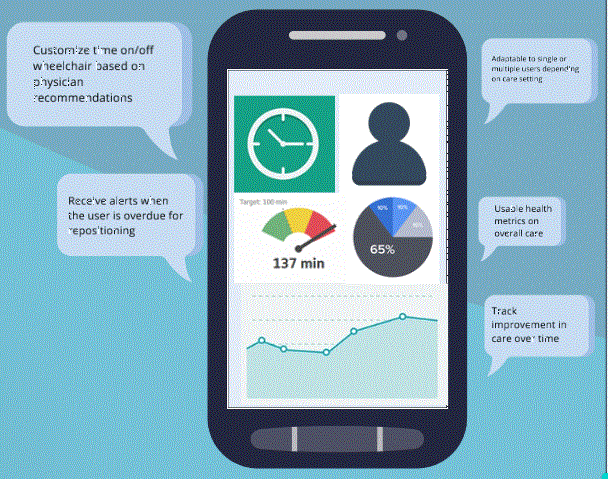 Customize time on/off
wheelchair based on
physician
recommendations
Receive alerts when
the user is overdue for
repositioning
Target: 100 min
137 min
10%
10%
65%
Adaptable to single or
multiple users depending
on care setting
Usable health
metrics on
overall care
Track
improvement in
care over time